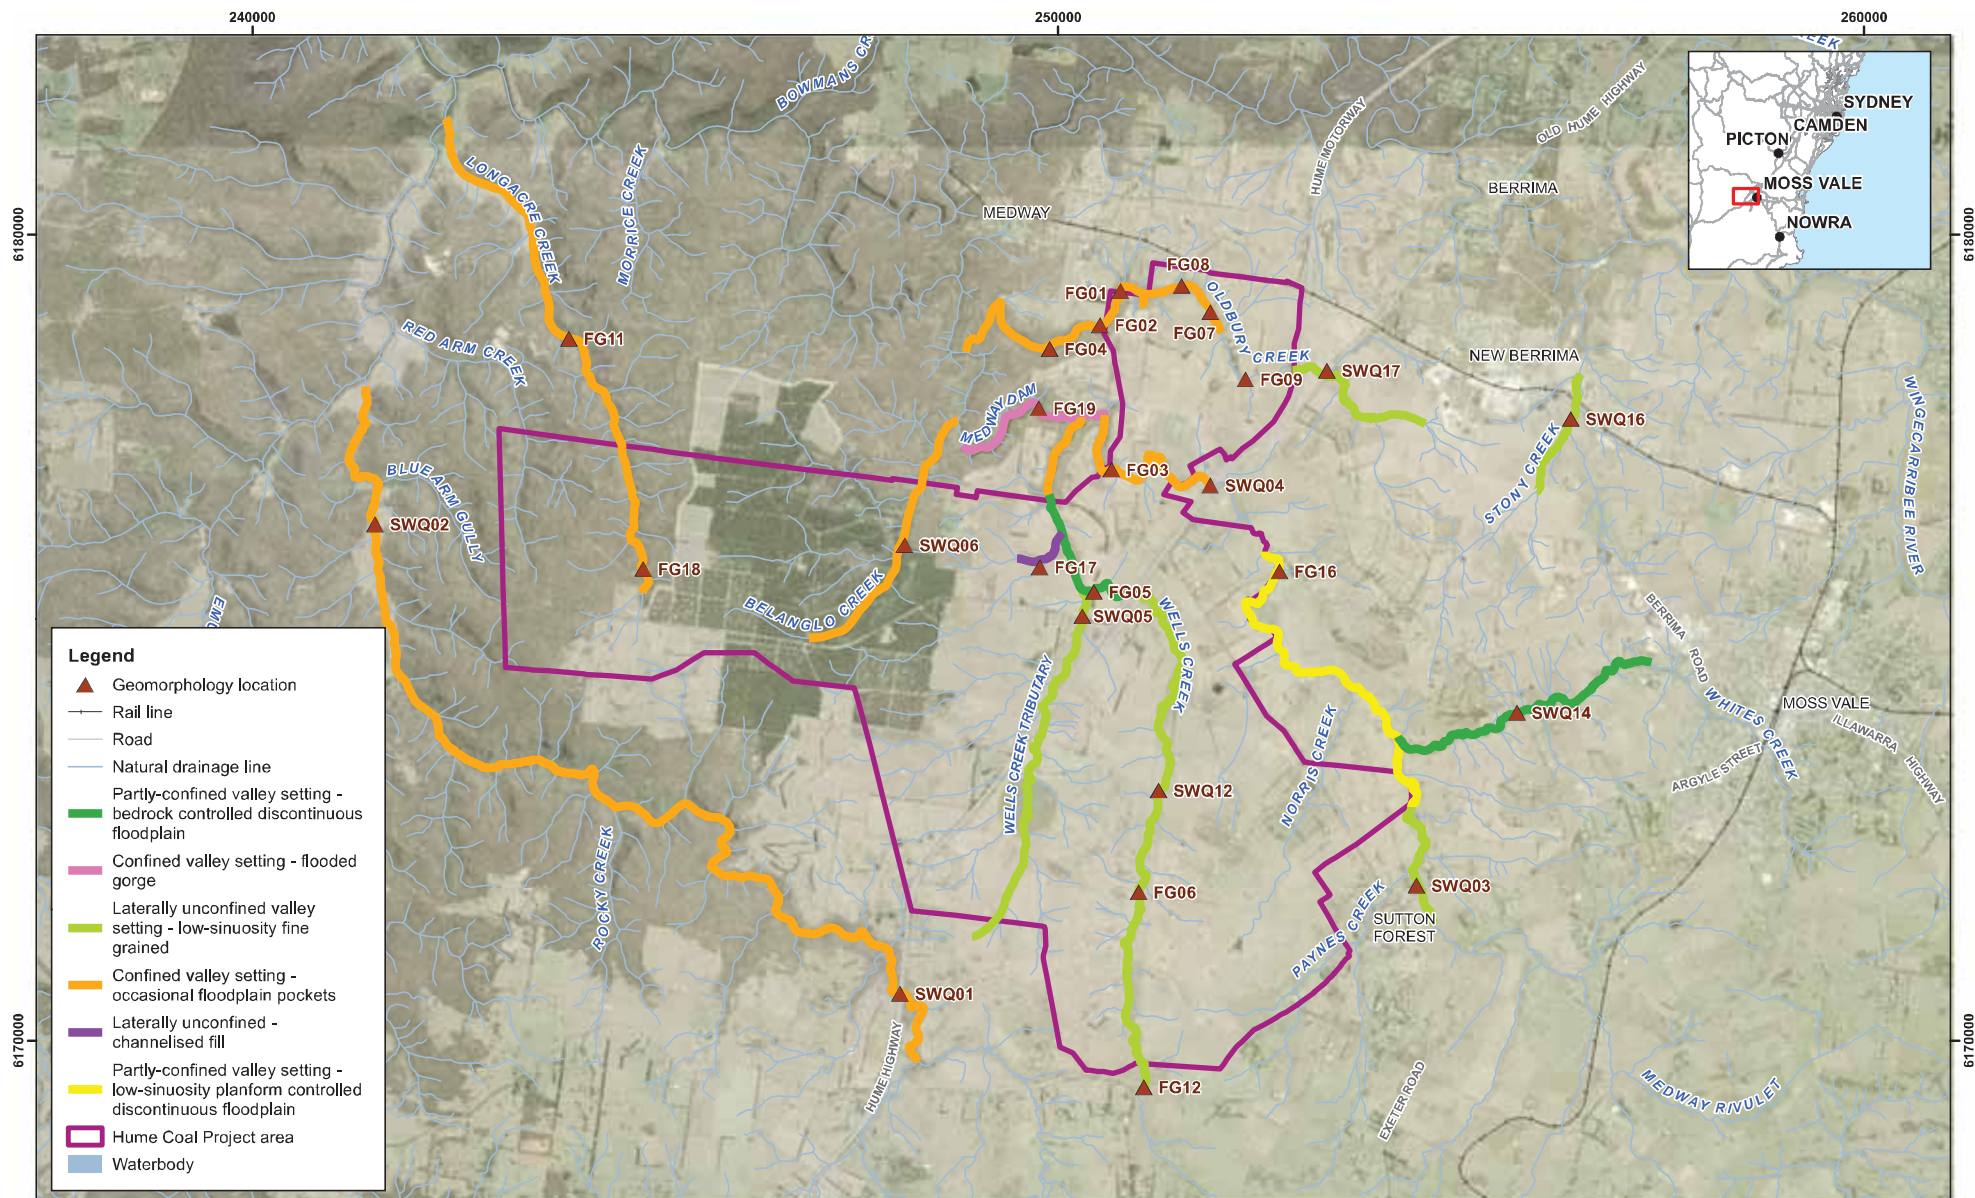 240000
250000
260000
BOWMANS CR
EEK
OLD HUME HIGHWAY
HUME MOTORWAY
SYDNEY
CAMDEN
PICTON
MOSS VALE
NOWRA
LONGACRE CREEK
MORRICE CREEK
MEDWAY
BERRIMA
6180000
6180000
FG08
FG01
OLDBURY CREEK
FG02
FG07
FG04
FG11
RED ARM CREEK
NEW BERRIMA
FG09
SWQ17
MEDWAY DAM
FG19
SWQ16
WINGECARRIBEE RIVER
BLUE ARM GULLY
FG03
SWQ04
STONY CREEK
SWQ02
SWQ06
FG17
FG18
FG16
FG05
SWQ05
BELANGLO CREEK
WELLS CREEK
BERRIMA ROAD
EMO
WELLS CREEK TRIBUTARY
WHITES CREEK
MOSS VALE
SWQ14
ILLAWARRA HIGHWAY
NORRIS CREEK
ARGYLE STREET
SWQ12
ROCKY CREEK
FG06
SWQ03
SUTTON
FOREST
PAYNES CREEK
SWQ01
HUME HIGHWAY
6170000
6170000
FG12
EXETER ROAD
MEDWAY RIVULET
Legend
Geomorphology location
Rail line
Road
Natural drainage line
Partly-confined valley setting -
bedrock controlled discontinuous
floodplain
Confined valley setting - flooded
gorge
Laterally unconfined valley
setting - low-sinuosity fine
grained
Confined valley setting -
occasional floodplain pockets
Laterally unconfined -
channelised fill
Partly-confined valley setting -
low-sinuosity planform controlled
discontinuous floodplain
Hume Coal Project area
Waterbody